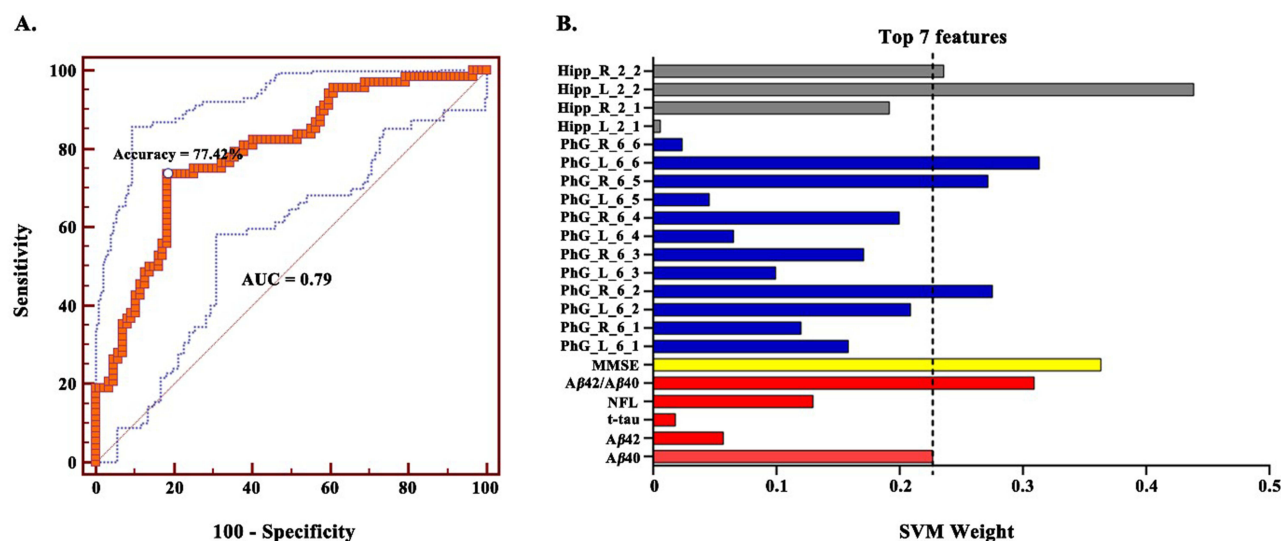 A.
100
80
60
40
20
0
Sensitivity
Accuracy = 77.42%
AUC = 0.79
0 20 40 60 80 100
100 - Specificity
B.
Top 7 features
Hipp_R_2_2
Hipp_L_2_2
Hipp_R_2_1
Hipp_L_2_1
PhG_R_6_6
PhG_L_6_6
PhG_R_6_5
PhG_L_6_5
PhG_R_6_4
PhG_L_6_4
PhG_R_6_3
PhG_L_6_3
PhG_R_6_2
PhG_L_6_2
PhG_R_6_1
PhG_L_6_1
MMSE
Aβ42/Aβ40
NFL
t-tau
Aβ42
Aβ40
0 0.1 0.2 0.3 0.4 0.5
SVM Weight